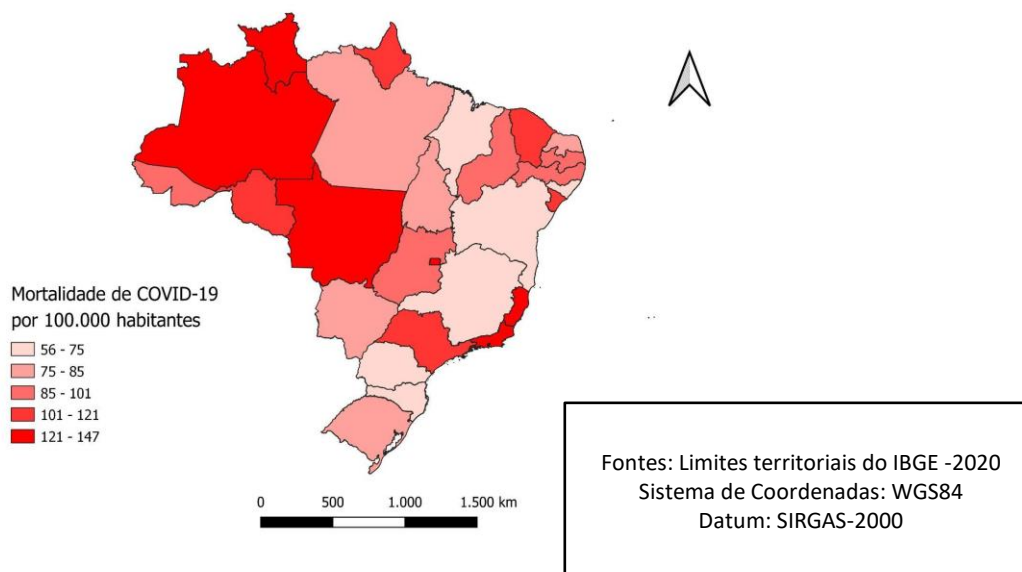 Mortalidade de COVID-19
por 100.000 habitantes
56 - 75
75 - 85
85 - 101
101 - 121
121 - 147
0 500 1.000 1.500 km
Fontes: Limites territoriais do IBGE -2020
Sistema de Coordenadas: WGS84
Datum: SIRGAS-2000